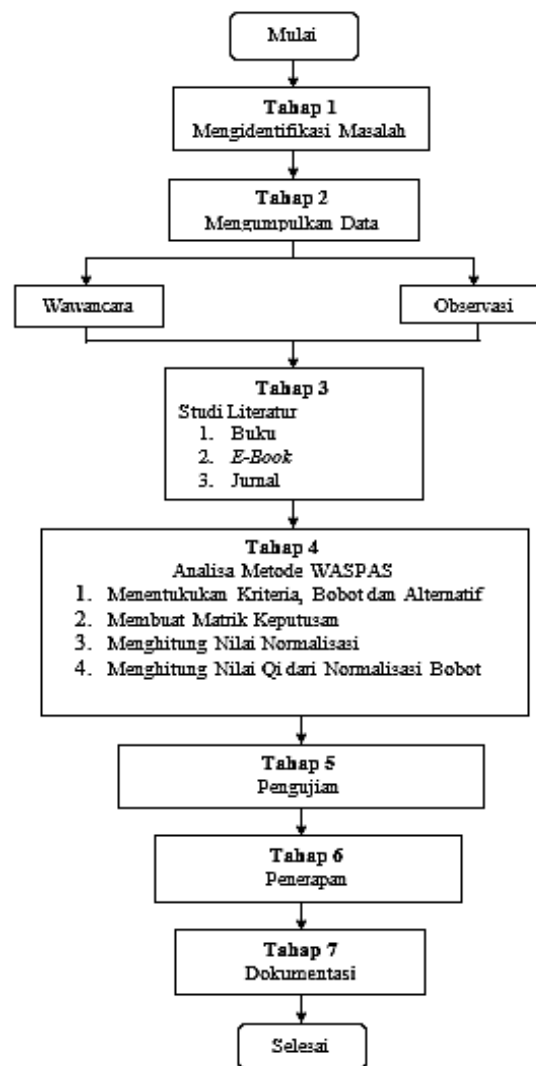 Mulai
Tahap 1
Mengidentifikasi Masalah
Tahap 2
Mengumpulkan Data
Wawancara
Observasi
Tahap 3
Studi Literatur
1. Buku
2. E-Book
3. Jurnal
Tahap 4
Analisa Metode WASPAS
1. Menentukukan Kriteria, Bobot dan Alternatif
2. Membuat Matrik Keputusan
3. Menghitung Nilai Normalisasi
4. Menghitung Nilai Qi dari Normalisasi Bobot
Tahap 5
Pengujian
Tahap 6
Penerapan
Tahap 7
Dokumentasi
Selesai